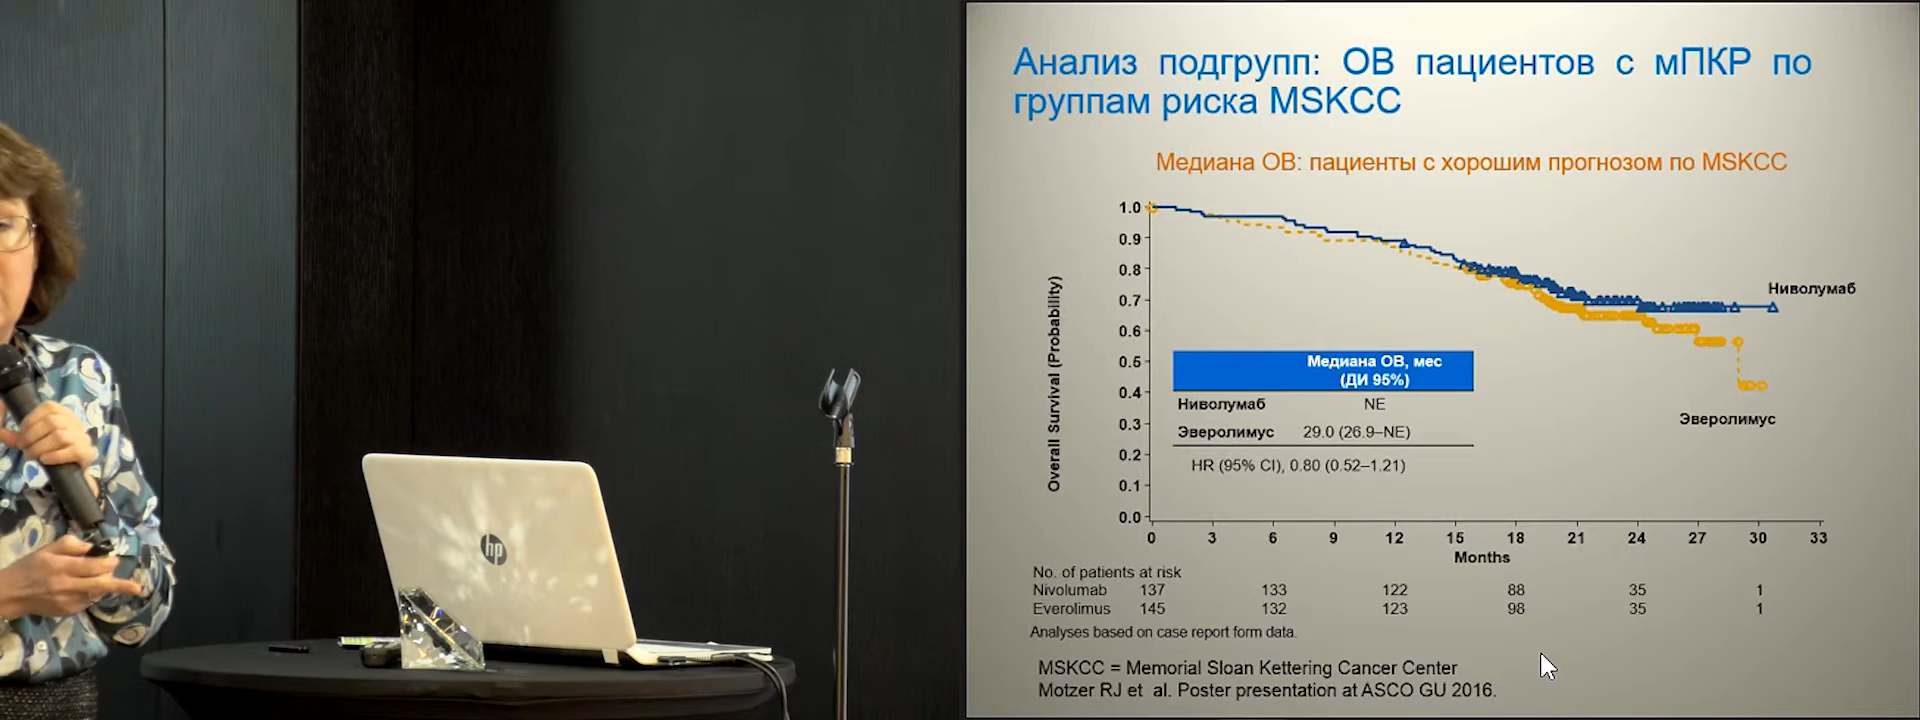 Анализ подгрупп: ОВ пациентов с мПКР по
группам риска MSKCC
Медиана ОВ: пациенты с хорошим прогнозом по MSKCC
Overall Survival (Probability)
1.0
0.9
0.8
0.7
0.6
0.5
0.4
0.3
0.2
0.1
0.0
Ниволумаб
Эверолимус
Медиана ОВ, мес
(ДИ 95%)
Ниволумаб NE
Эверолимус 29.0 (26.9–NE)
HR (95% CI), 0.80 (0.52–1.21)
0 3 6 9 12 15 18 21 24 27 30 33
Months
No. of patients at risk
Nivolumab 137 133 122 88 35 1
Everolimus 145 132 123 98 35 1
Analyses based on case report form data.
MSKCC = Memorial Sloan Kettering Cancer Center
Motzer RJ et al. Poster presentation at ASCO GU 2016.
hp